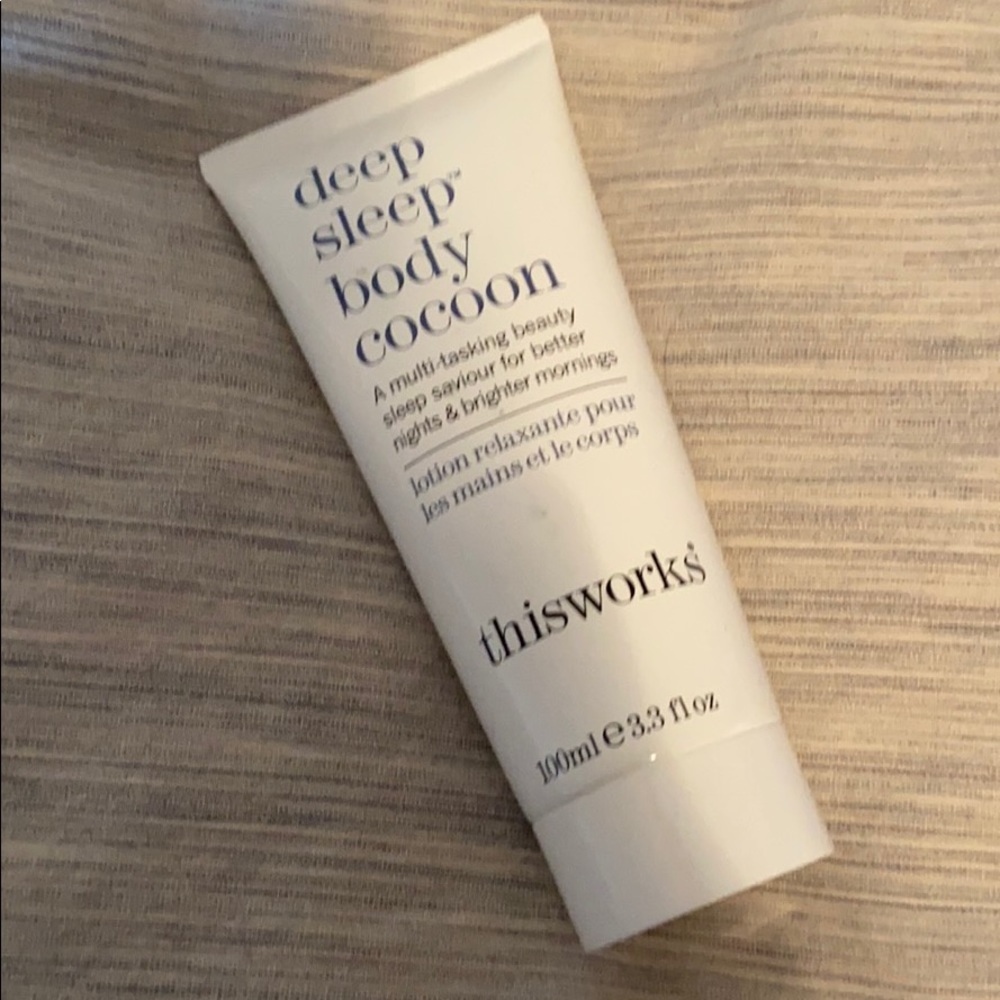 deep
sleep™
body
cocoon
A multi-tasking beauty
sleep saviour for better
nights & brighter mornings
lotion relaxante pour
les mains et le corps
thisworks®
100ml ℮ 3.3 fl oz